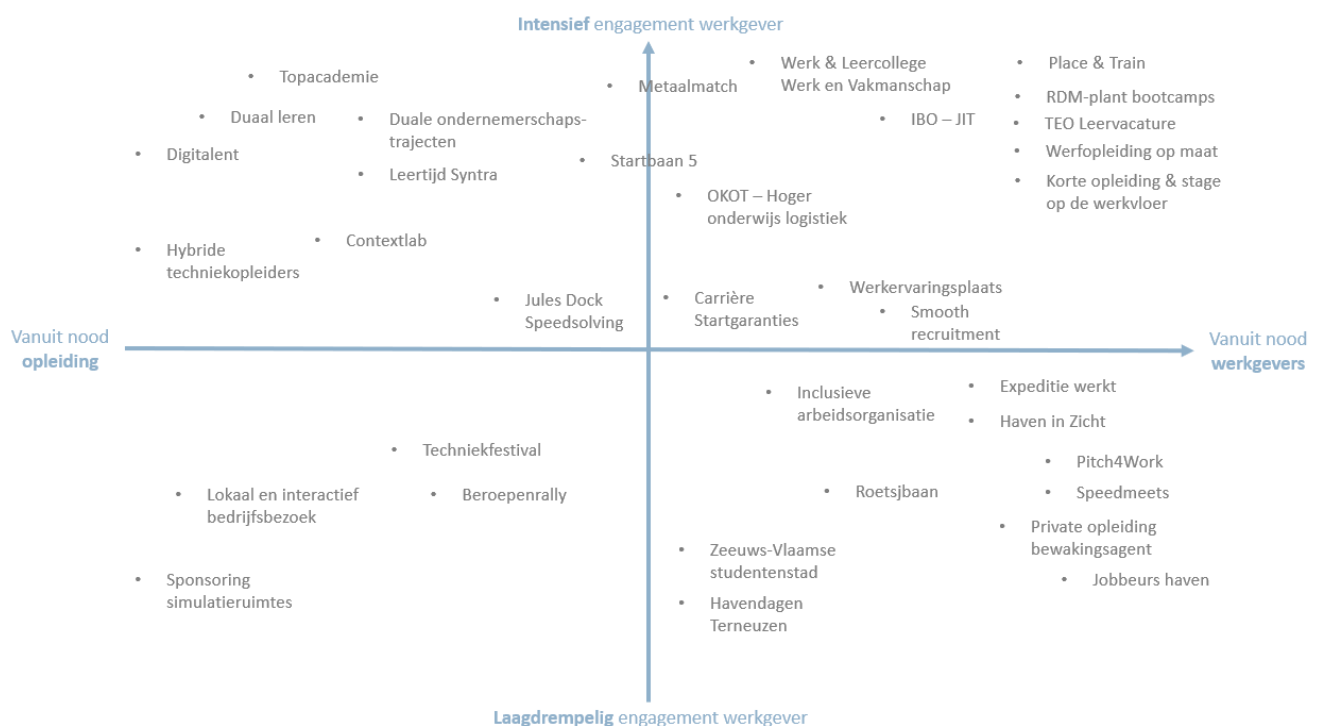 Intensief engagement werkgever
• Topacademie
• Duaal leren
• Digitalent
• Duale ondernemerschaps-
trajecten
• Leertijd Syntra
• Hybride
techniekopleiders
• Contextlab
• Jules Dock
Speedsolving
• Metaalmatch
• Startbaan 5
• Werk & Leercollege
Werk en Vakmanschap
• IBO – JIT
• OKOT – Hoger
onderwijs logistiek
• Place & Train
• RDM-plant bootcamps
• TEO Leervacature
• Werfopleiding op maat
• Korte opleiding & stage
op de werkvloer
• Carrière
Startgaranties
• Werkervaringsplaats
• Smooth
recruitment
Vanuit nood
opleiding
Vanuit nood
werkgevers
• Techniekfestival
• Lokaal en interactief
bedrijfsbezoek
• Beroepenrally
• Sponsoring
simulatieruimtes
• Inclusieve
arbeidsorganisatie
• Expeditie werkt
• Haven in Zicht
• Pitch4Work
• Speedmeets
• Roetsjbaan
• Private opleiding
bewakingsagent
• Jobbeurs haven
• Zeeuws-Vlaamse
studentenstad
• Havendagen
Terneuzen
Laagdrempelig engagement werkgever